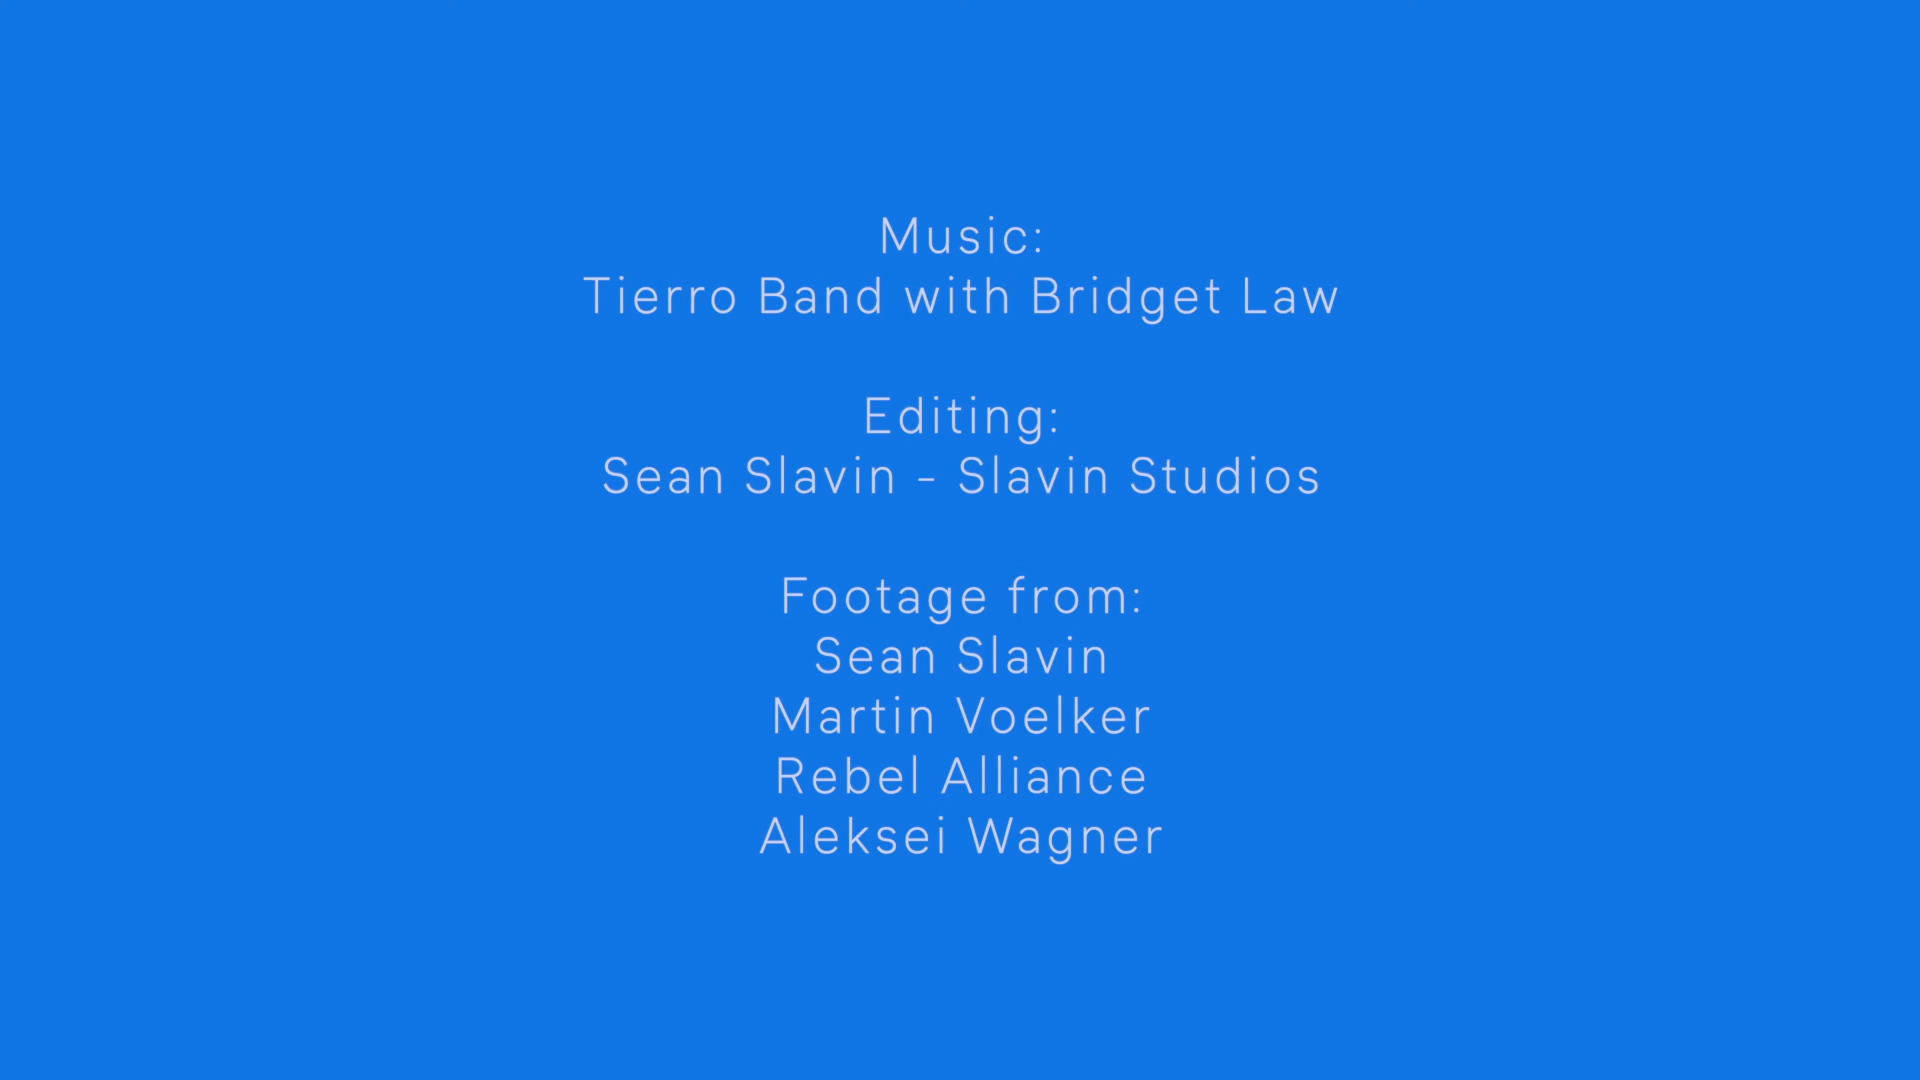 Music:
Tierro Band with Bridget Law
Editing:
Sean Slavin - Slavin Studios
Footage from:
Sean Slavin
Martin Voelker
Rebel Alliance
Aleksei Wagner